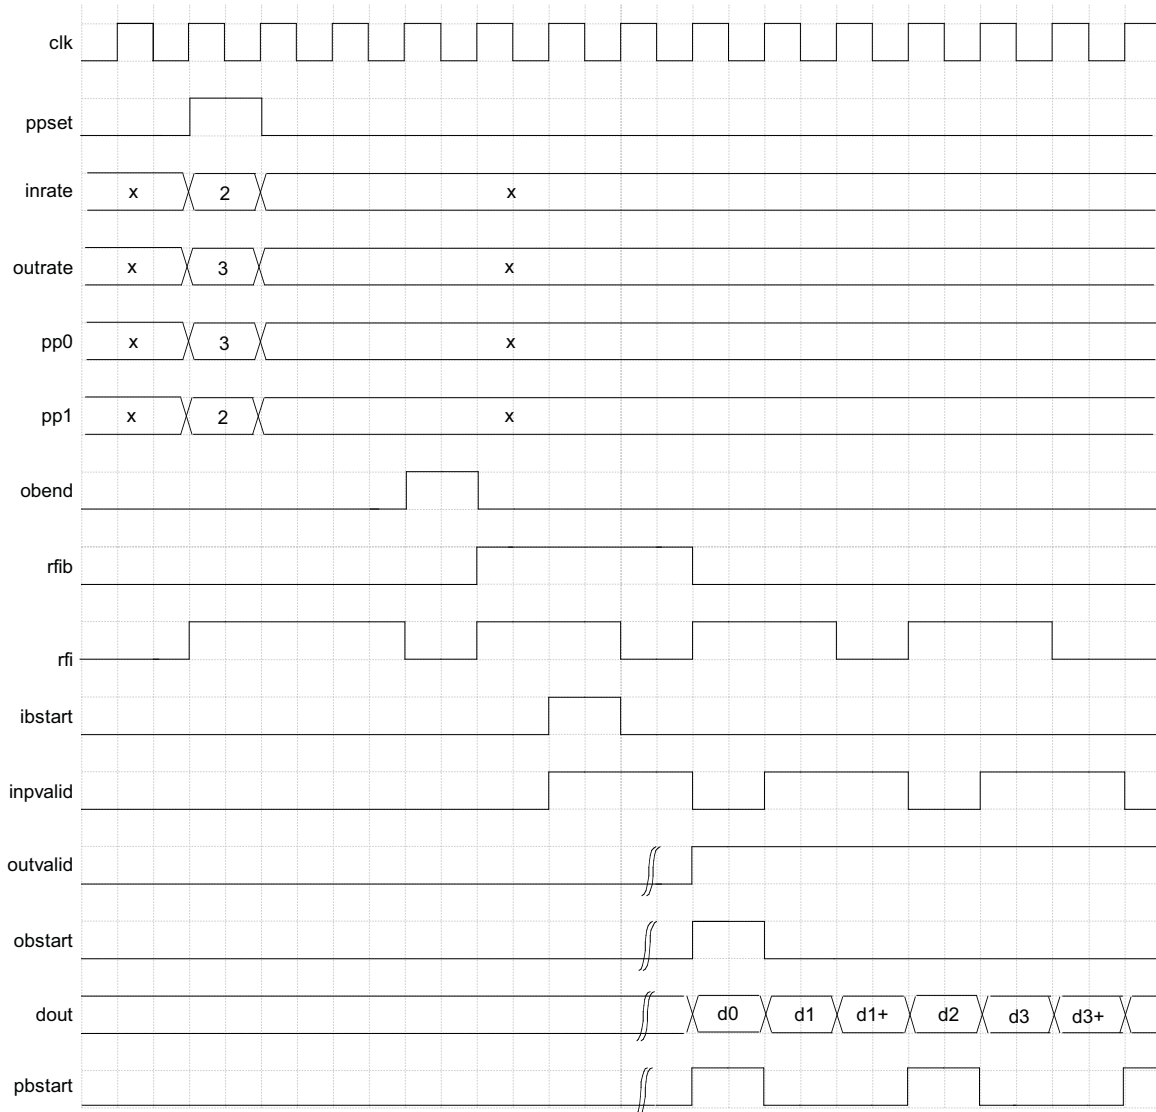 clk
ppset
inrate x 2 x
outrate x 3 x
pp0 x 3 x
pp1 x 2 x
obend
rfib
rfi
ibstart
inpvalid
outvalid
obstart
dout d0 d1 d1+ d2 d3 d3+
pbstart